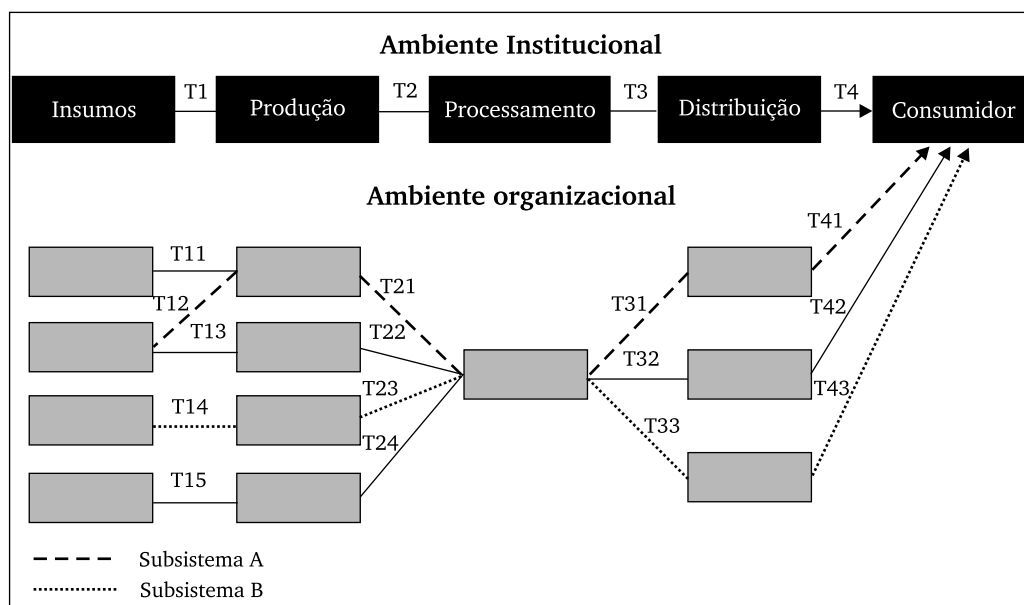 Ambiente Institucional
Insumos
T1
Produção
T2
Processamento
T3
Distribuição
T4
Consumidor
Ambiente organizacional
T11
T12
T13
T14
T15
T21
T22
T23
T24
T31
T32
T33
T41
T42
T43
Subsistema A
Subsistema B